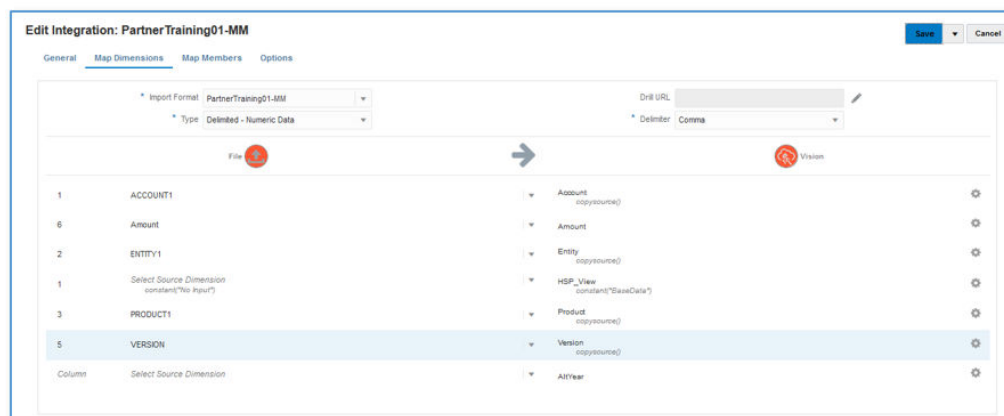 Edit Integration: PartnerTraining01-MM
Save Cancel
General Map Dimensions Map Members Options
* Import Format PartnerTraining01-MM Drill URL
* Type Delimited - Numeric Data * Delimiter Comma
File Vision
1 ACCOUNT1 Account
copysource()
6 Amount Amount
2 ENTITY1 Entity
copysource()
1 Select Source Dimension HSP_View
constant("No Input") constant("BaseData")
3 PRODUCT1 Product
copysource()
5 VERSION Version
copysource()
Column Select Source Dimension AltYear